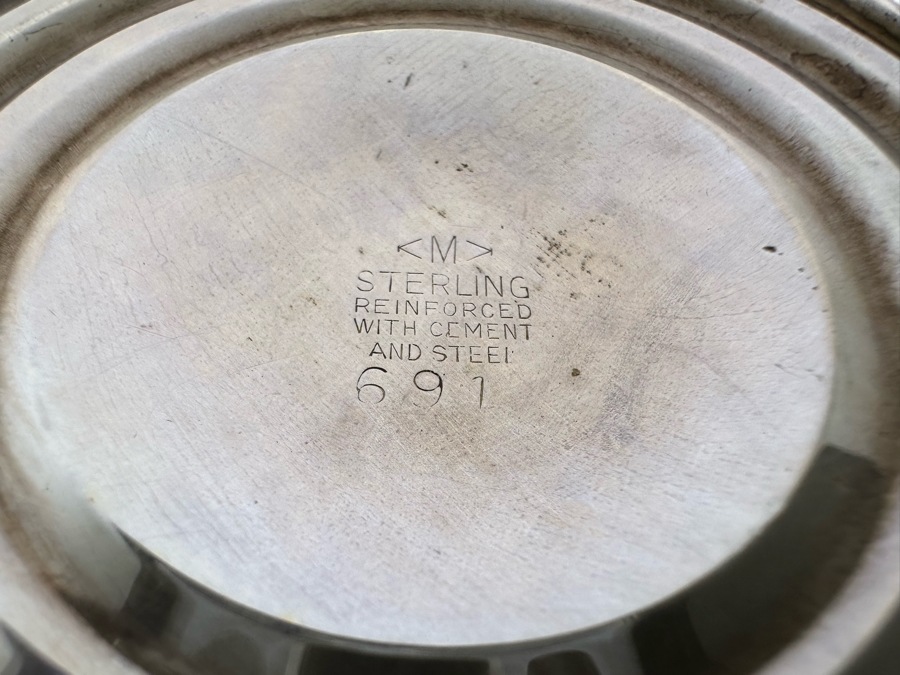 <M>
STERLING
REINFORCED
WITH CEMENT
AND STEEL
691